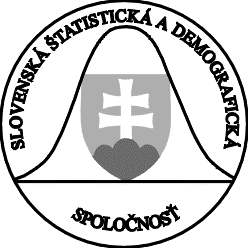 SLOVENSKÁ ŠTATISTICKÁ A DEMOGRAFICKÁ
SPOLOČNOSŤ